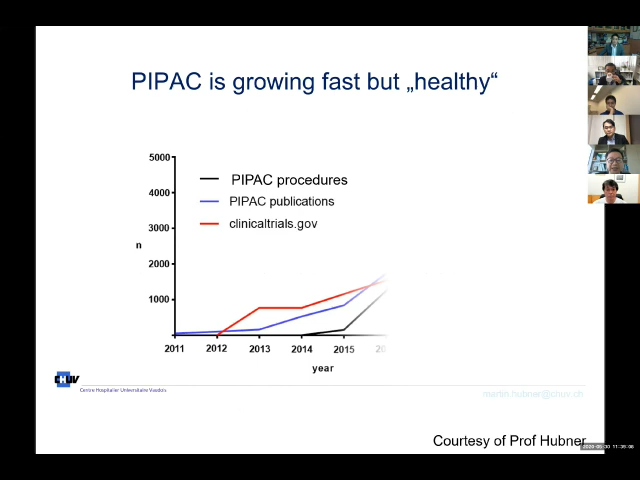 PIPAC is growing fast but „healthy“
5000
4000
3000
2000
1000
n
PIPAC procedures
PIPAC publications
clinicaltrials.gov
2011 2012 2013 2014 2015
year
CHUV
Centre Hospitalier Universitaire Vaudois
martin.hubner@chuv.ch
Courtesy of Prof Hubner